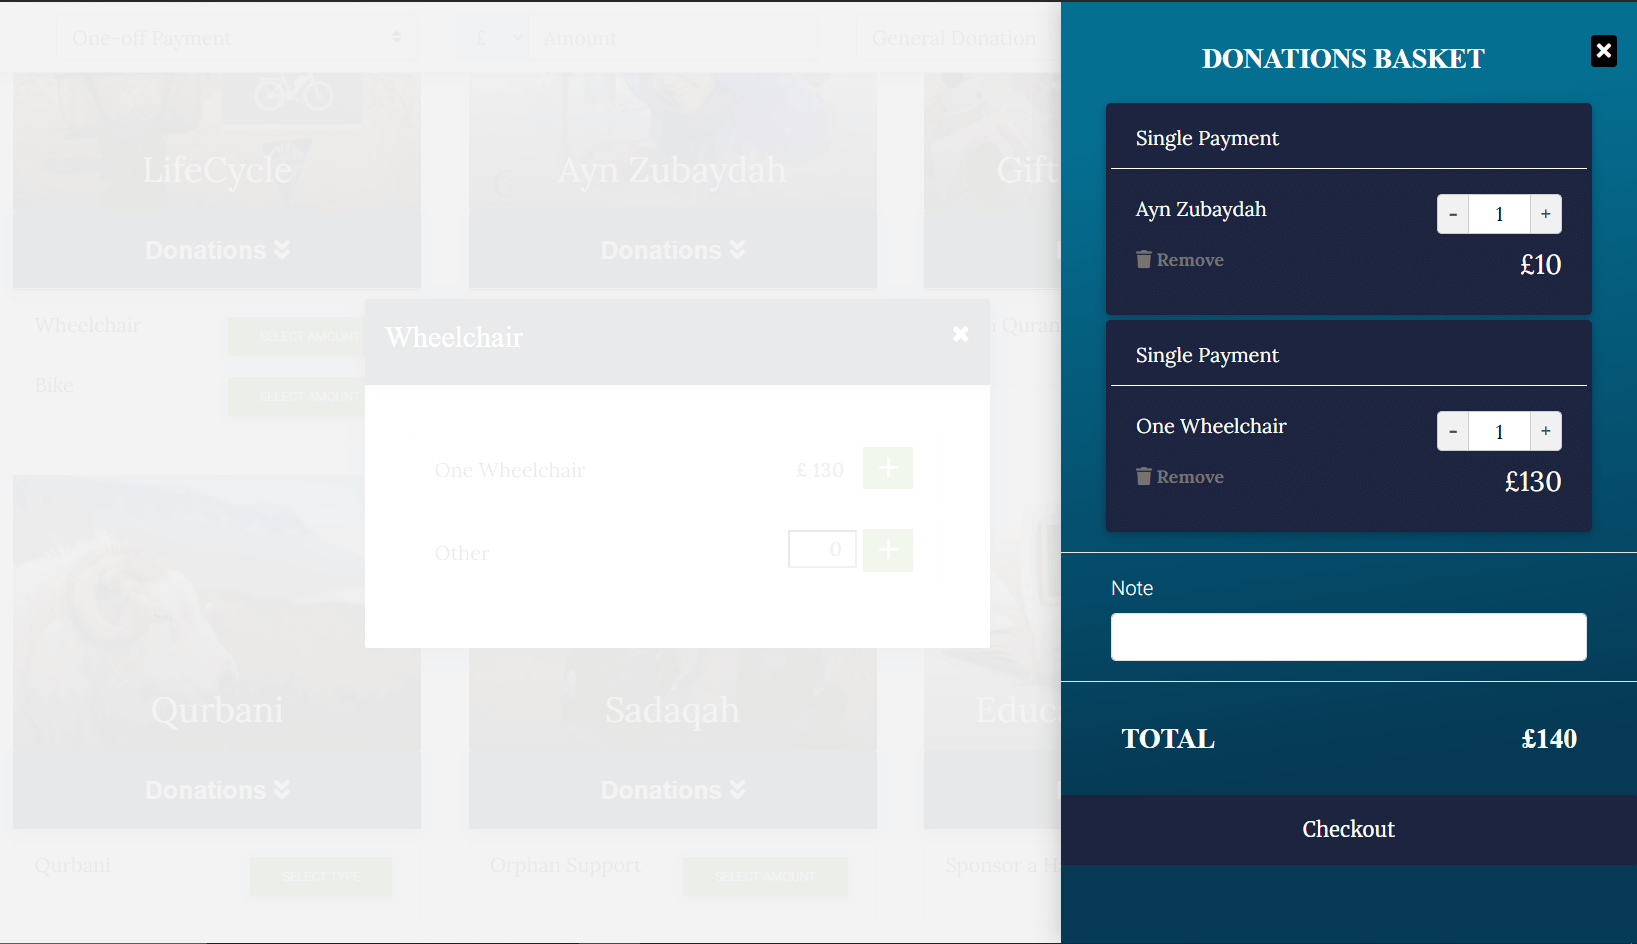 One-off Payment
£
Amount
General Donation
LifeCycle
Ayn Zubaydah
Gift
Donations
Donations
Wheelchair
SELECT AMOUNT
Bike
SELECT AMOUNT
Quran
Wheelchair
One Wheelchair
£ 130
+
Other
0
+
Qurbani
Sadaqah
Donations
Donations
Qurbani
SELECT TYPE
Orphan Support
SELECT AMOUNT
Sponsor a
DONATIONS BASKET
Single Payment
Ayn Zubaydah
- 1 +
Remove
£10
Single Payment
One Wheelchair
- 1 +
Remove
£130
Note
TOTAL
£140
Checkout